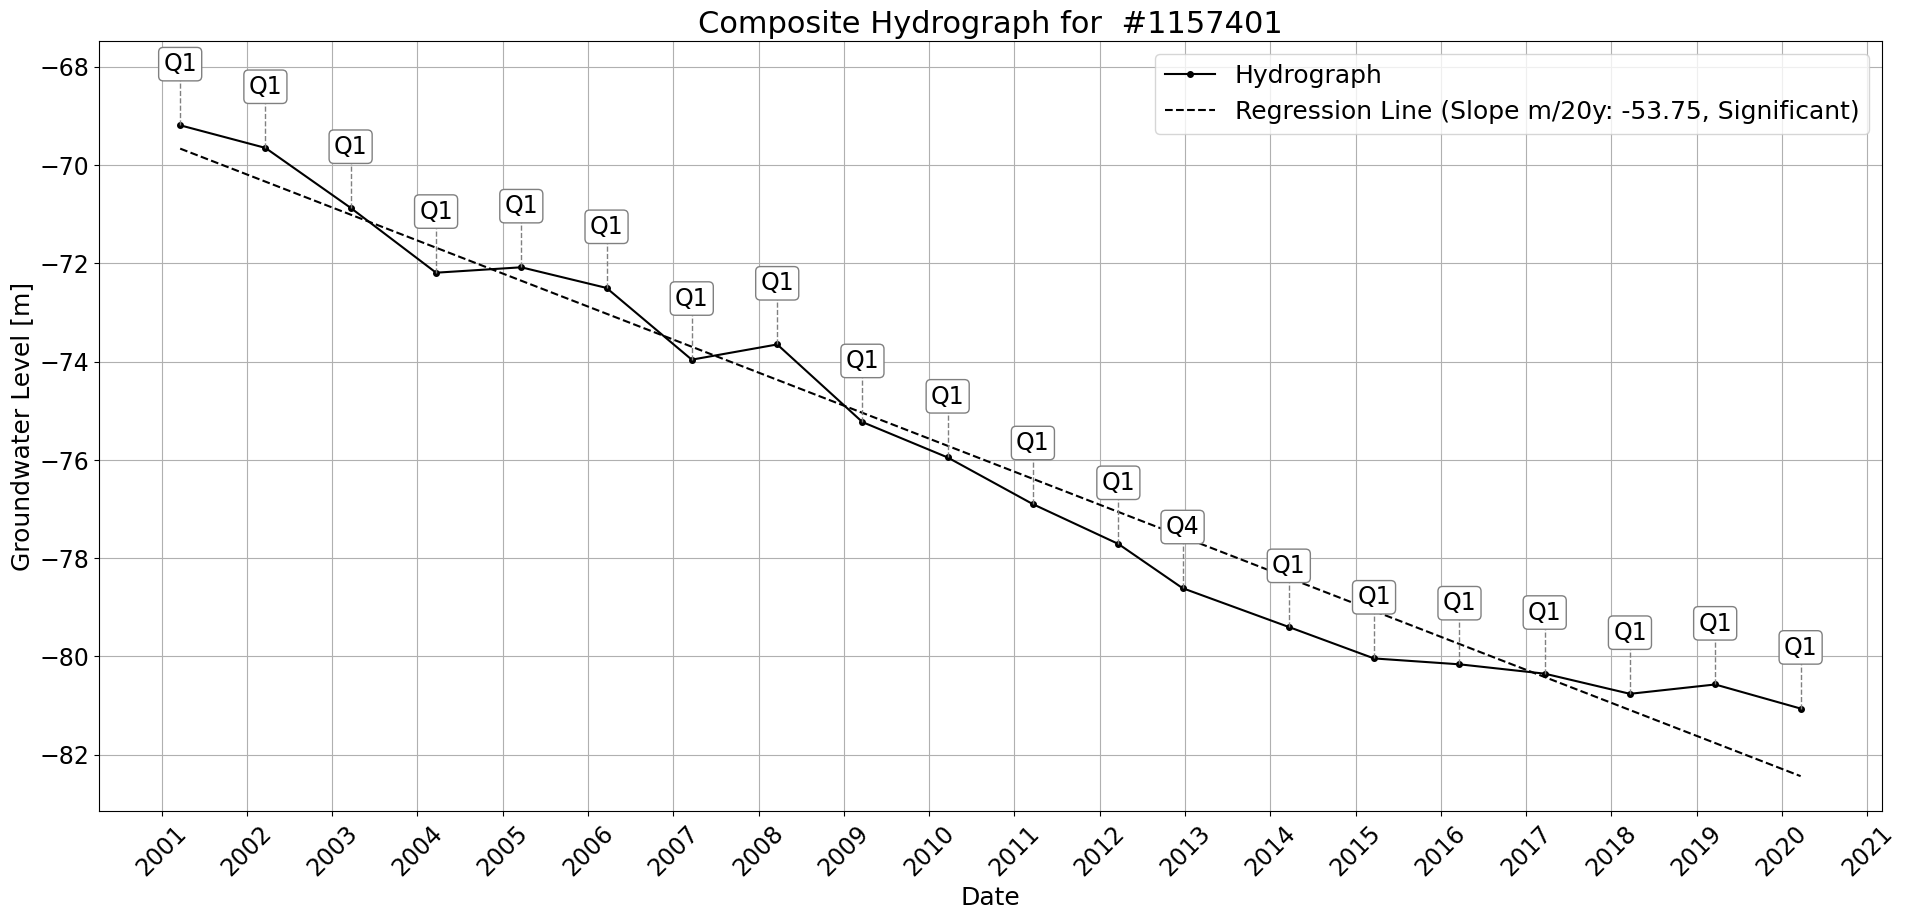 Composite Hydrograph for  #1157401
Hydrograph
Regression Line (Slope m/20y: -53.75, Significant)
Groundwater Level [m]
−68
−70
−72
−74
−76
−78
−80
−82
Q1
Q1
Q1
Q1
Q1
Q1
Q1
Q1
Q1
Q1
Q1
Q1
Q4
Q1
Q1
Q1
Q1
Q1
Q1
Q1
2001
2002
2003
2004
2005
2006
2007
2008
2009
2010
2011
2012
2013
2014
2015
2016
2017
2018
2019
2020
2021
Date